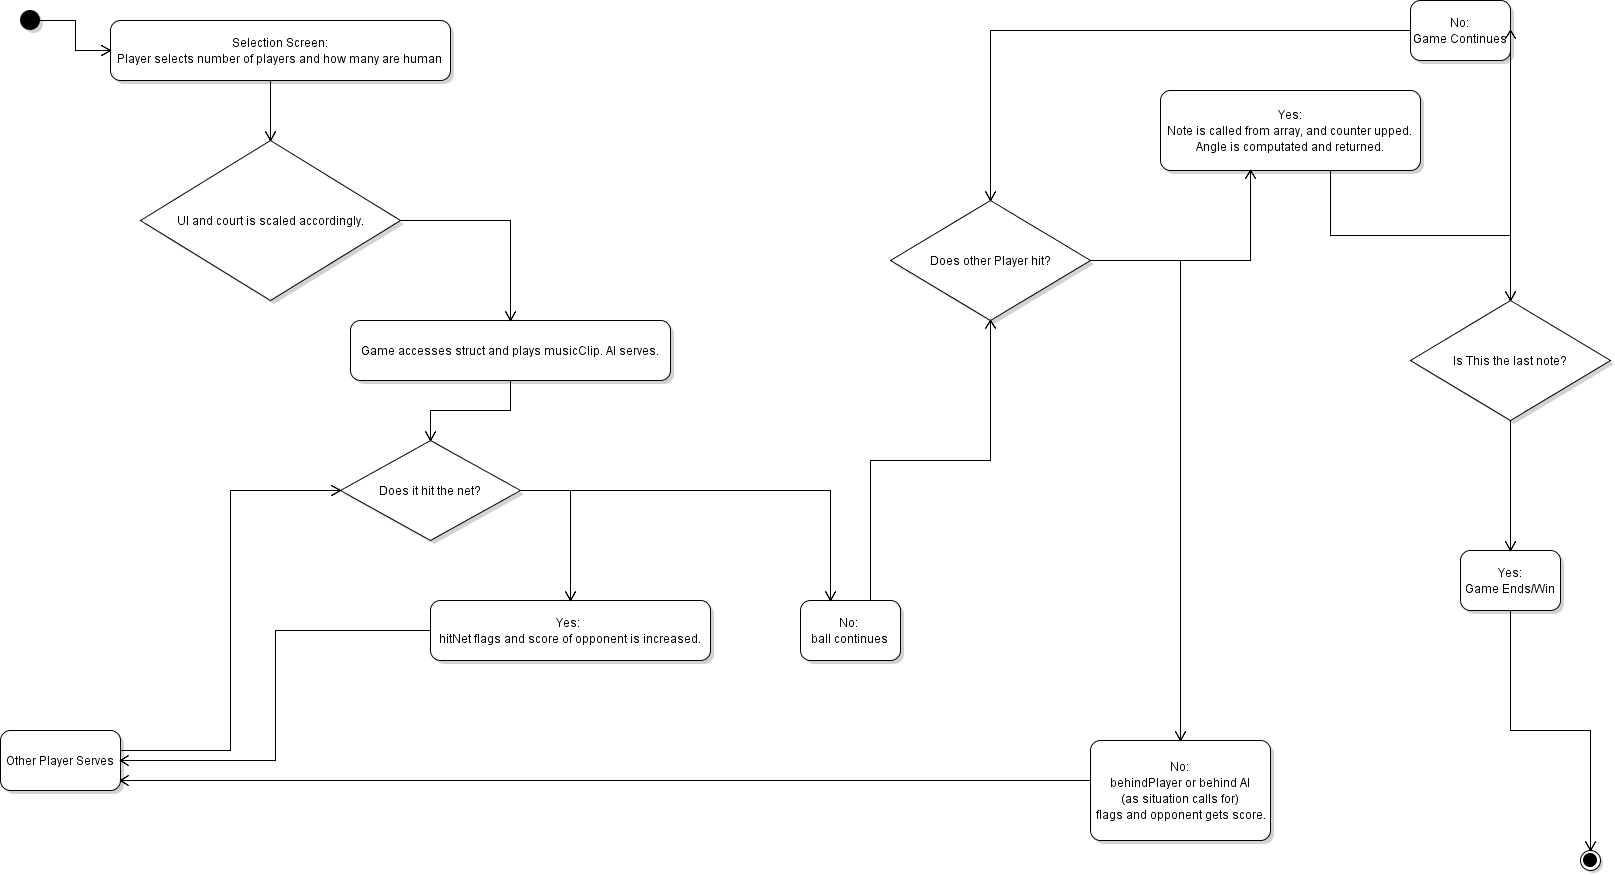 Selection Screen:
Player selects number of players and how many are human
UI and court is scaled accordingly.
Game accesses struct and plays musicClip. AI serves.
Does it hit the net?
Yes:
hitNet flags and score of opponent is increased.
No:
ball continues
Other Player Serves
Does other Player hit?
Yes:
Note is called from array, and counter upped.
Angle is computated and returned.
No:
behindPlayer or behind AI
(as situation calls for)
flags and opponent gets score.
No:
Game Continues
Is This the last note?
Yes:
Game Ends/Win